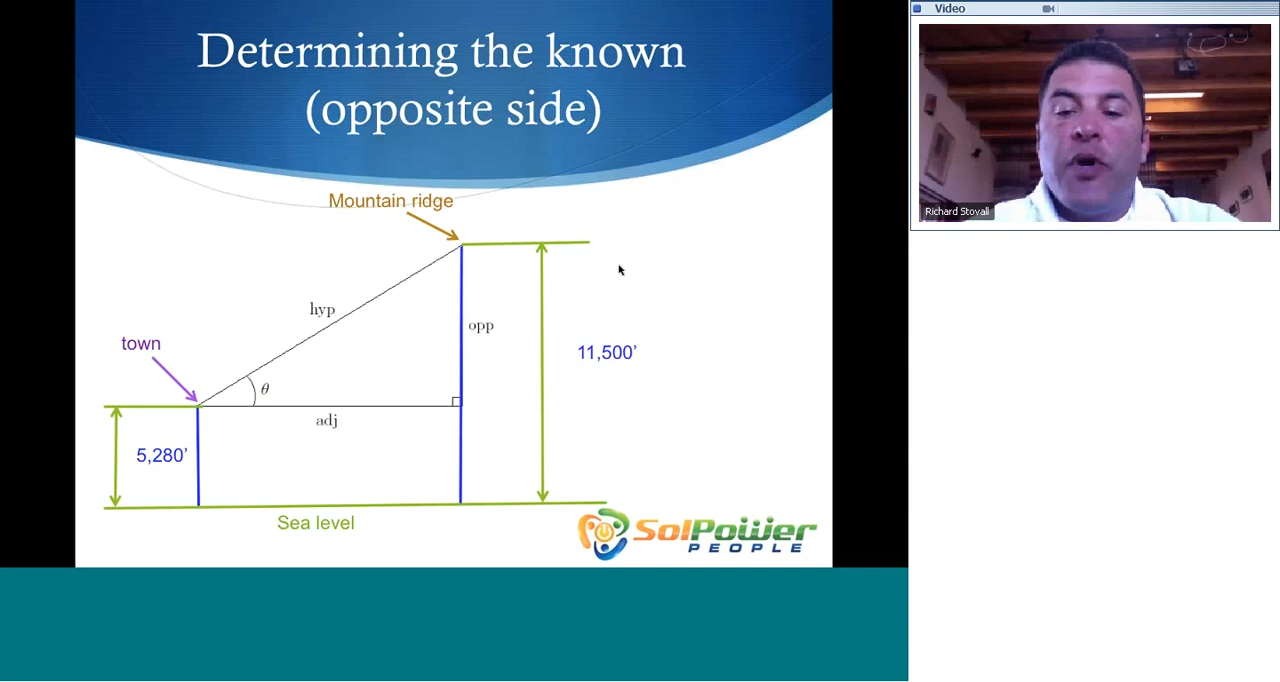 Determining the known
(opposite side)
Mountain ridge
hyp
opp
town
11,500’
θ
adj
5,280’
Sea level
SolPower
PEOPLE
Video
Richard Stovall